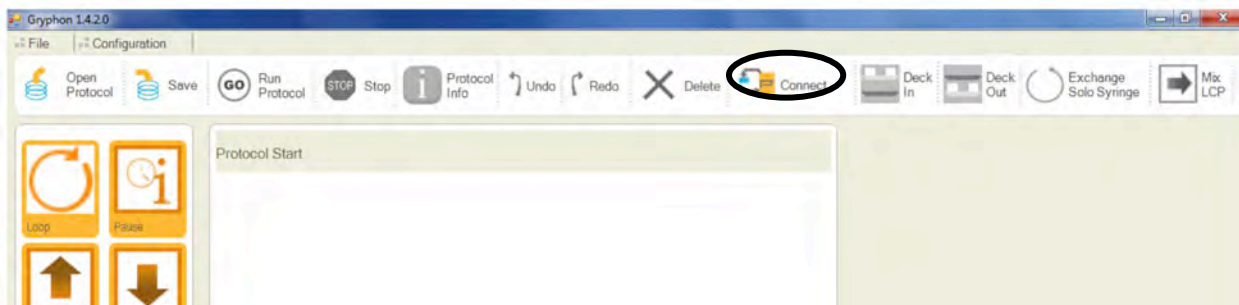 Gryphon 1.4.2.0
File Configuration
Open Protocol Save GO Run Protocol STOP Stop i Protocol Info Undo Redo Delete Connect Deck In Deck Out Exchange Solo Syringe Mix LCP
Protocol Start
i
Loop Pause